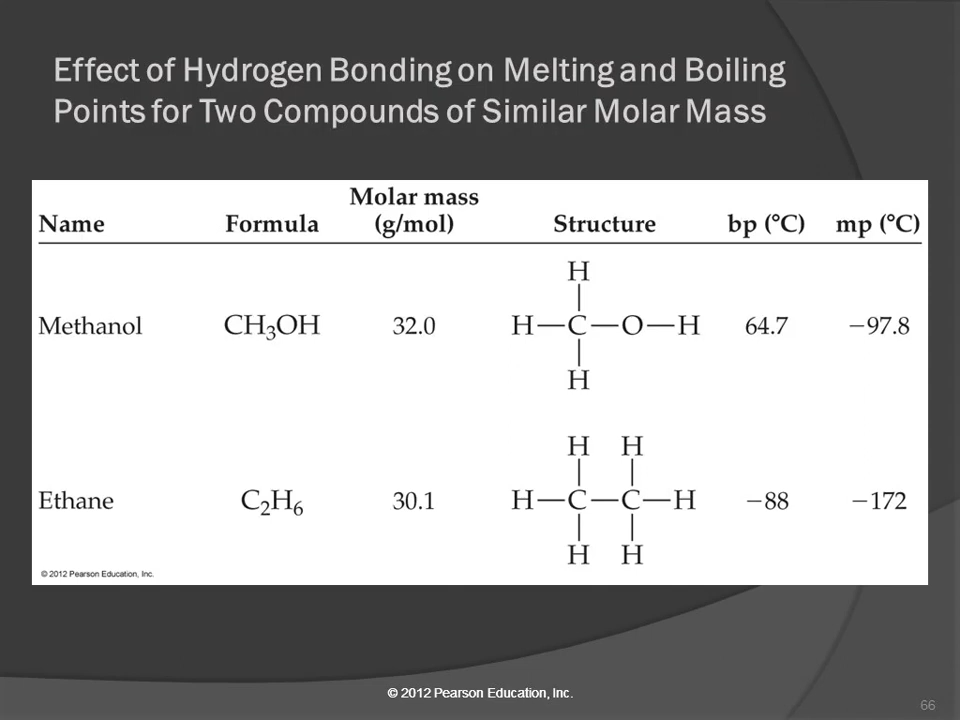 Effect of Hydrogen Bonding on Melting and Boiling
Points for Two Compounds of Similar Molar Mass
Name Formula Molar mass (g/mol) Structure bp (°C) mp (°C)
H
Methanol CH₃OH 32.0 H—C—O—H 64.7 −97.8
H
H H
Ethane C₂H₆ 30.1 H—C—C—H −88 −172
H H
© 2012 Pearson Education, Inc.
© 2012 Pearson Education, Inc.
66